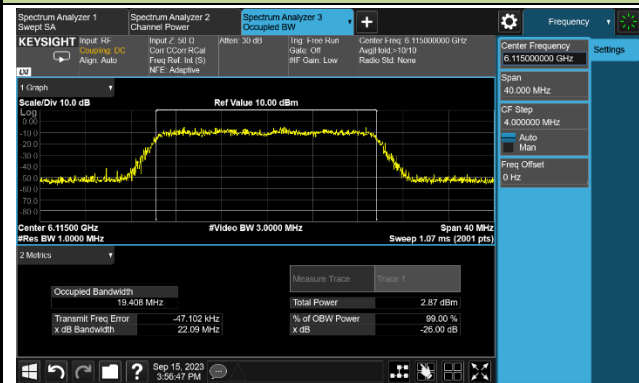 Spectrum Analyzer 1
Swept SA
Spectrum Analyzer 2
Channel Power
Spectrum Analyzer 3
Occupied BW
Frequency
KEYSIGHT
Input: RF
Coupling: DC
Align: Auto
Input Z: 50 Ω
Corr CCorr RCal
Freq Ref: Int (S)
NFE: Adaptive
Atten: 30 dB
Trig: Free Run
Gate: Off
#IF Gain: Low
Center Freq: 6.115000000 GHz
Avg|Hold:>10/10
Radio Std: None
LXI
1 Graph
Scale/Div 10.0 dB
Ref Value 10.00 dBm
Log
0.00
-10.0
-20.0
-30.0
-40.0
-50.0
-60.0
-70.0
-80.0
Center 6.11500 GHz
#Video BW 3.0000 MHz
Span 40 MHz
#Res BW 1.0000 MHz
Sweep 1.07 ms (2001 pts)
2 Metrics
Measure Trace
Trace 1
Occupied Bandwidth
19.408 MHz
Total Power
2.87 dBm
Transmit Freq Error
-47.102 kHz
% of OBW Power
99.00 %
x dB Bandwidth
22.09 MHz
x dB
-26.00 dB
Center Frequency
6.115000000 GHz
Settings
Span
40.000 MHz
CF Step
4.000000 MHz
Auto
Man
Freq Offset
0 Hz
Sep 15, 2023
3:56:47 PM